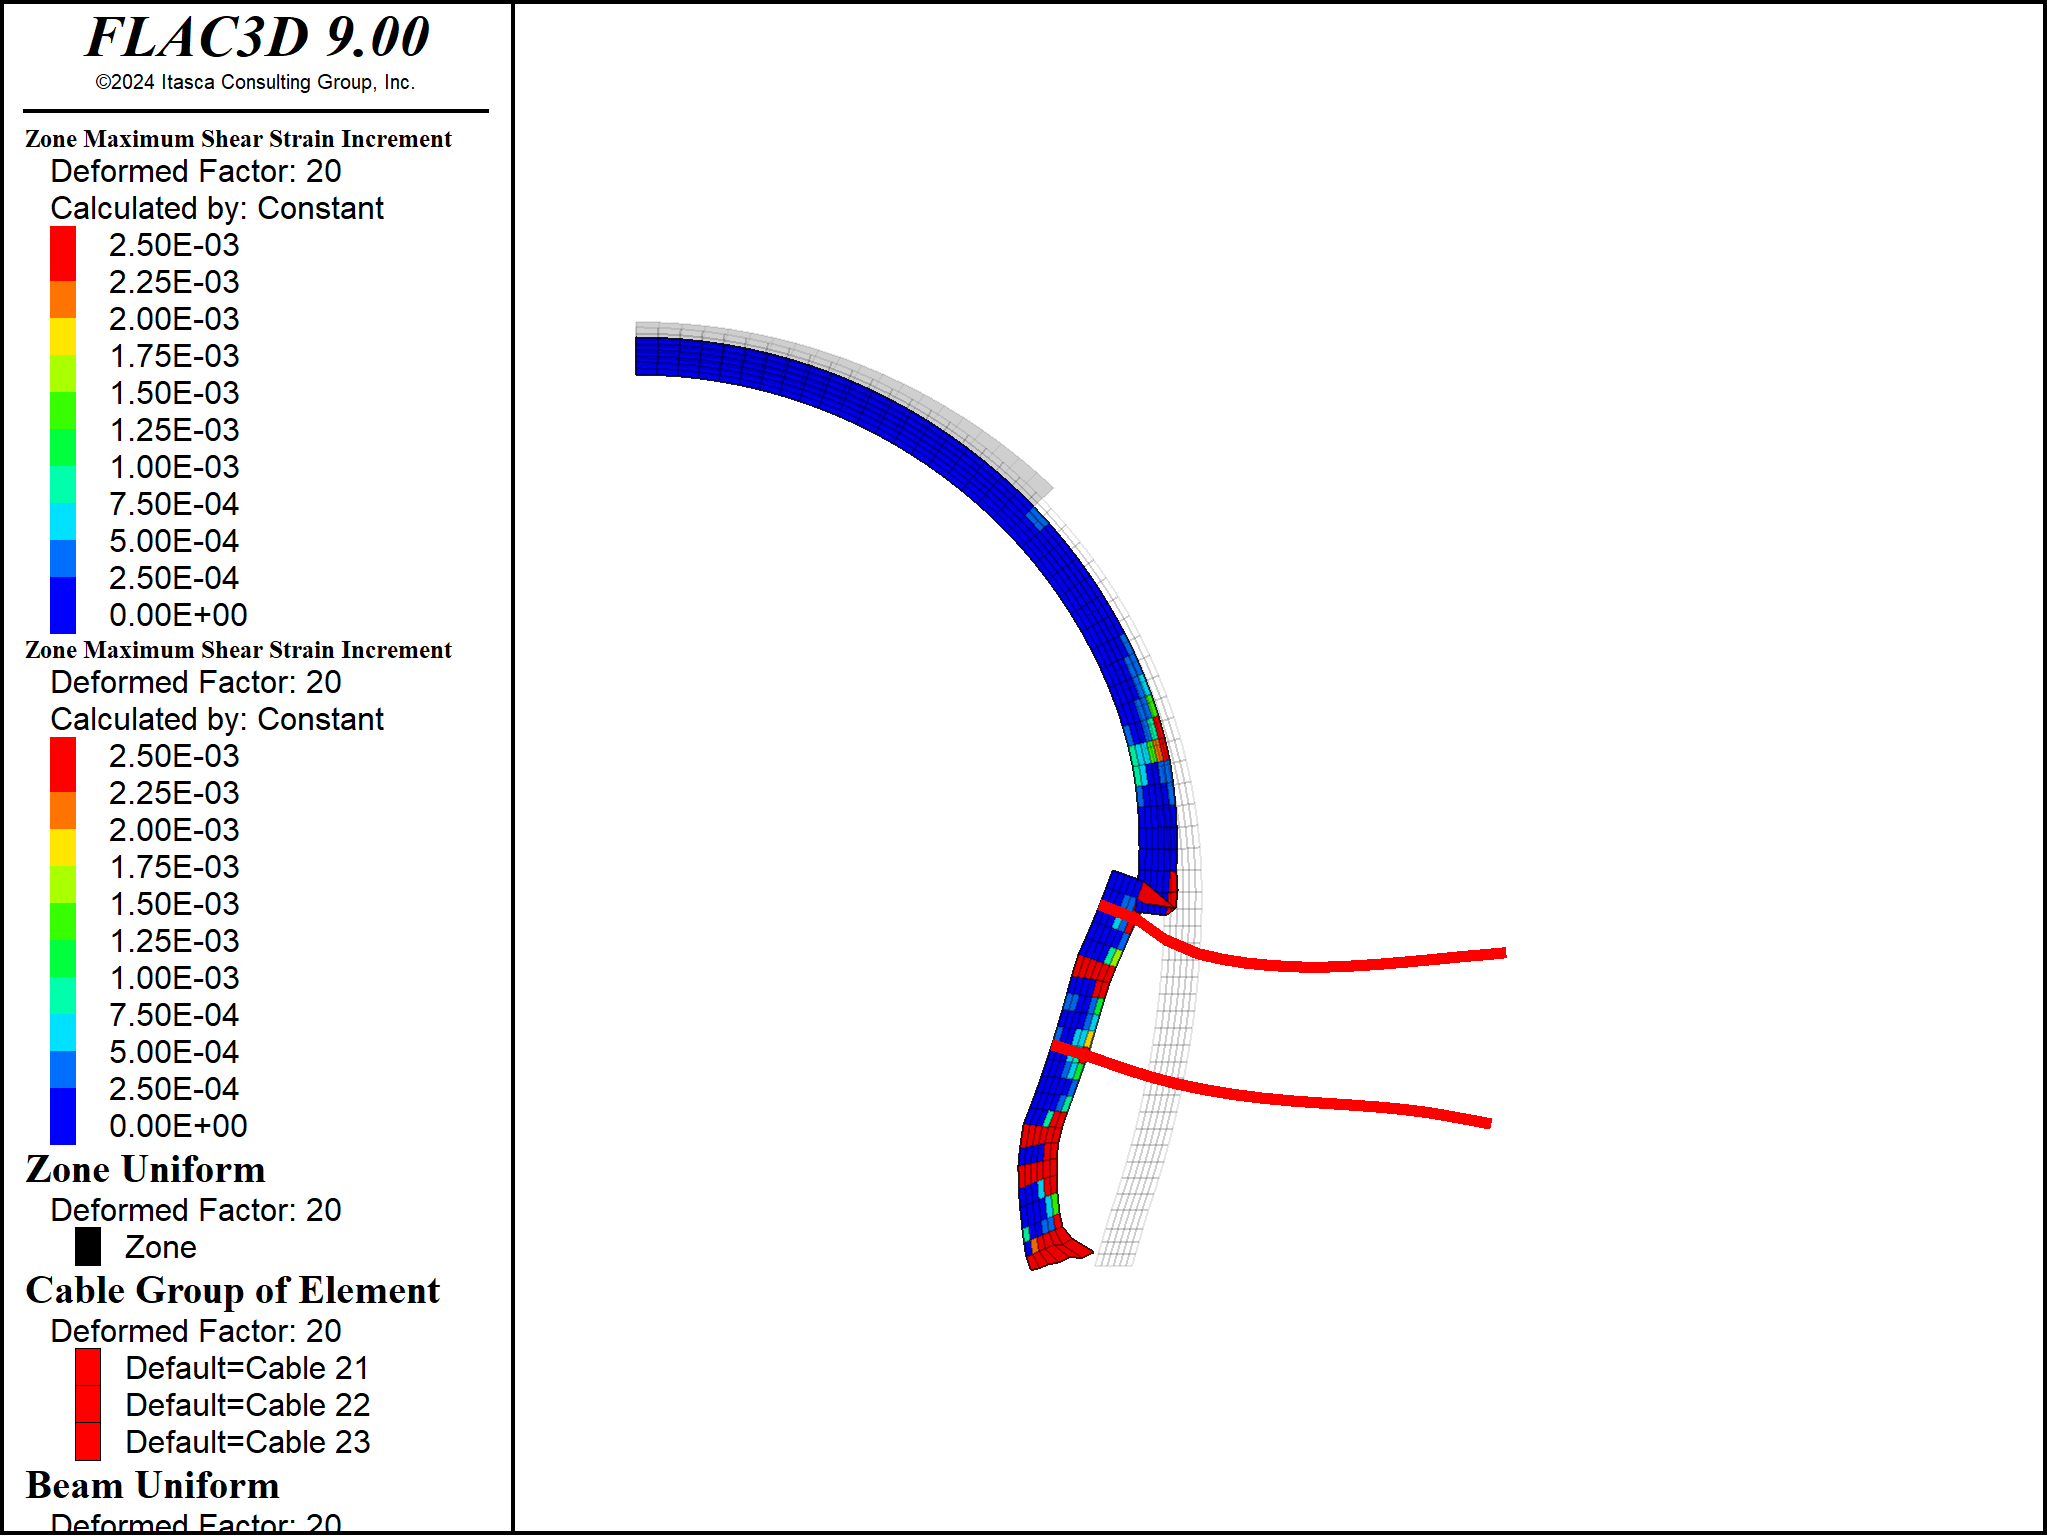 FLAC3D 9.00
©2024 Itasca Consulting Group, Inc.
Zone Maximum Shear Strain Increment
Deformed Factor: 20
Calculated by: Constant
2.50E-03
2.25E-03
2.00E-03
1.75E-03
1.50E-03
1.25E-03
1.00E-03
7.50E-04
5.00E-04
2.50E-04
0.00E+00
Zone Maximum Shear Strain Increment
Deformed Factor: 20
Calculated by: Constant
2.50E-03
2.25E-03
2.00E-03
1.75E-03
1.50E-03
1.25E-03
1.00E-03
7.50E-04
5.00E-04
2.50E-04
0.00E+00
Zone Uniform
Deformed Factor: 20
Zone
Cable Group of Element
Deformed Factor: 20
Default=Cable 21
Default=Cable 22
Default=Cable 23
Beam Uniform
Deformed Factor: 20